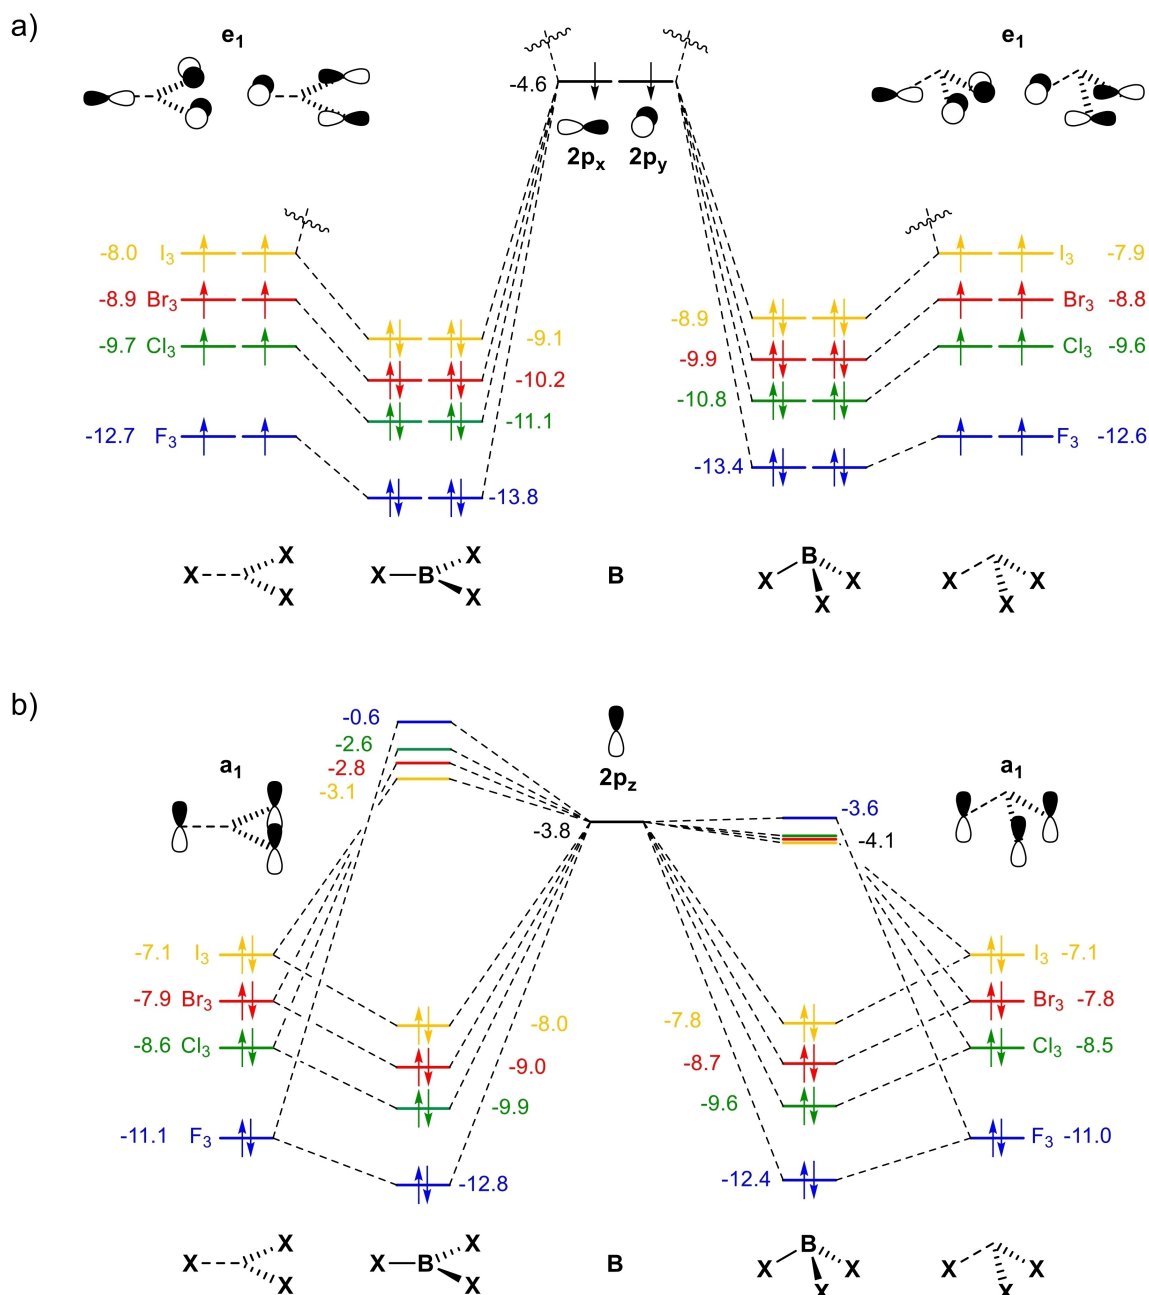 a)
e1 e1
-4.6
2px 2py
-8.0 I3 I3 -7.9
-8.9 Br3 -9.1 -8.9 Br3 -8.8
-9.7 Cl3 -10.2 -9.9 Cl3 -9.6
-11.1 -10.8
-12.7 F3 F3 -12.6
-13.8 -13.4
X X X X B X X X B B X X X X X X
b)
-0.6
-2.6
-2.8
-3.1
a1 2pz a1
-3.8 -3.6
-4.1
-7.1 I3 I3 -7.1
-7.9 Br3 -8.0 -7.8 Br3 -7.8
-8.6 Cl3 -9.0 -8.7 Cl3 -8.5
-9.9 -9.6
-11.1 F3 F3 -11.0
-12.8 -12.4
X X X X B X X B B X X X X X X X